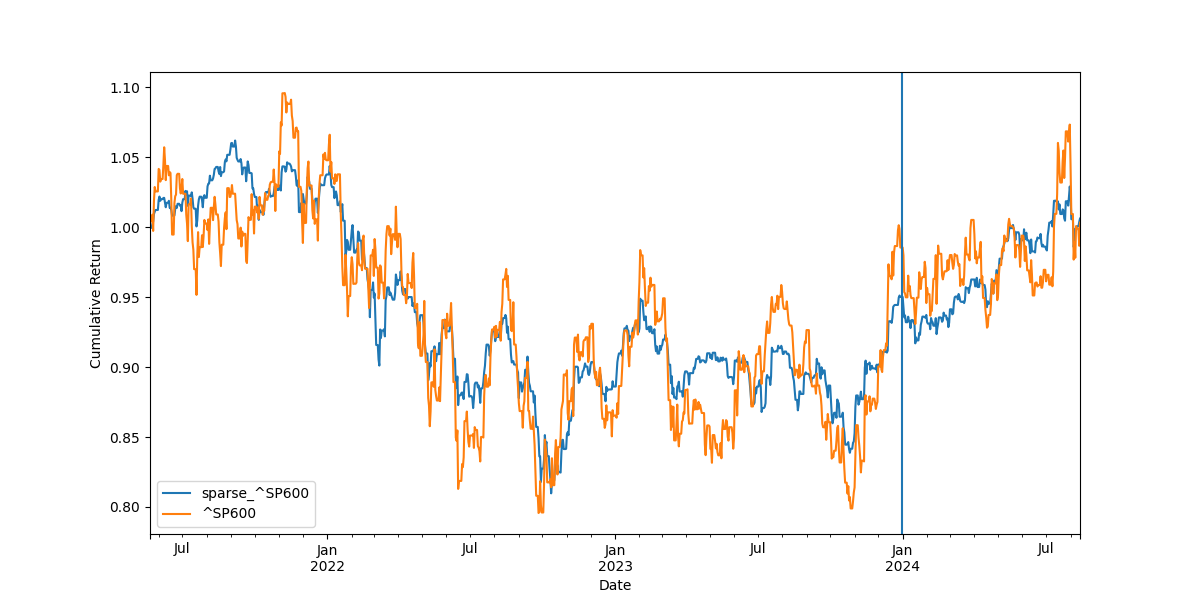 1.10
1.05
1.00
0.95
0.90
0.85
0.80
Cumulative Return
sparse_^SP600
^SP600
Jul
Jan
2022
Jul
Jan
2023
Jul
Jan
2024
Jul
Date